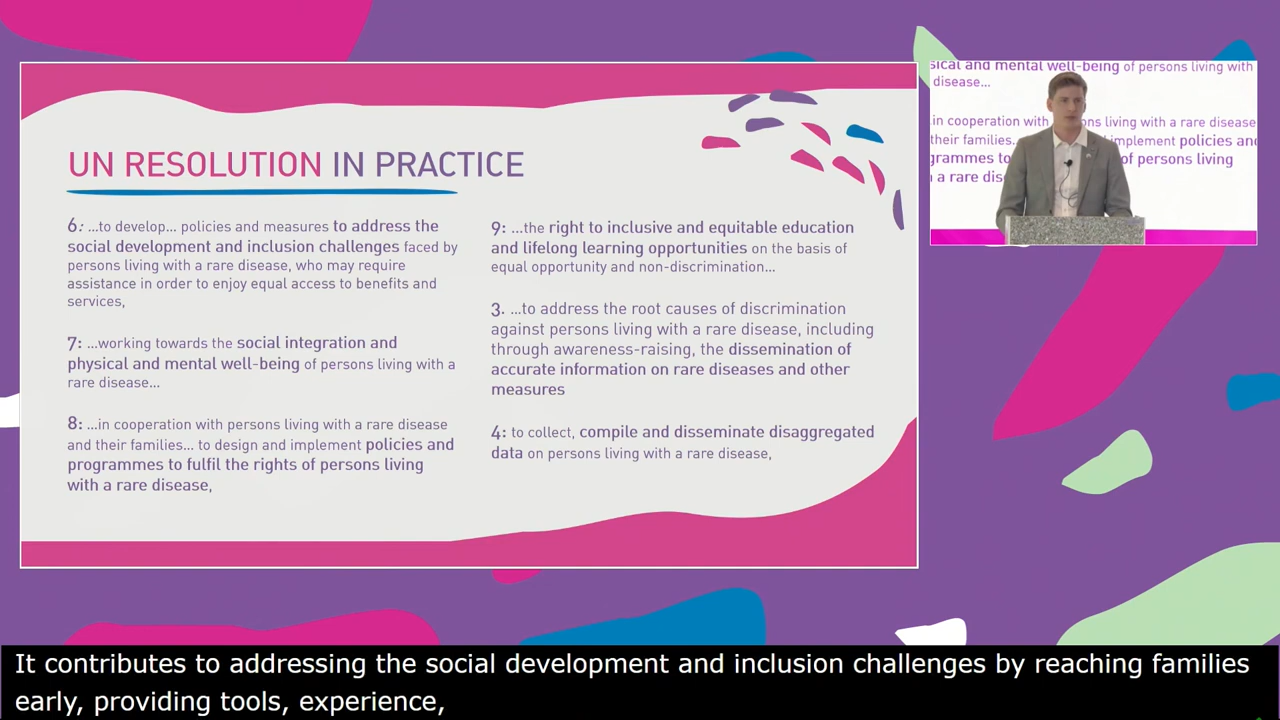 UN RESOLUTION IN PRACTICE
6: ...to develop... policies and measures to address the
social development and inclusion challenges faced by
persons living with a rare disease, who may require
assistance in order to enjoy equal access to benefits and
services,
7: ...working towards the social integration and
physical and mental well-being of persons living with a
rare disease...
8: ...in cooperation with persons living with a rare disease
and their families... to design and implement policies and
programmes to fulfil the rights of persons living
with a rare disease,
9: ...the right to inclusive and equitable education
and lifelong learning opportunities on the basis of
equal opportunity and non-discrimination...
3. ...to address the root causes of discrimination
against persons living with a rare disease, including
through awareness-raising, the dissemination of
accurate information on rare diseases and other
measures
4: to collect, compile and disseminate disaggregated
data on persons living with a rare disease,
sical and mental well-being of persons living with
disease...
in cooperation with ons living with a rare disease
their families... implement policies and
grammes to of persons living
a rare dis
It contributes to addressing the social development and inclusion challenges by reaching families
early, providing tools, experience,